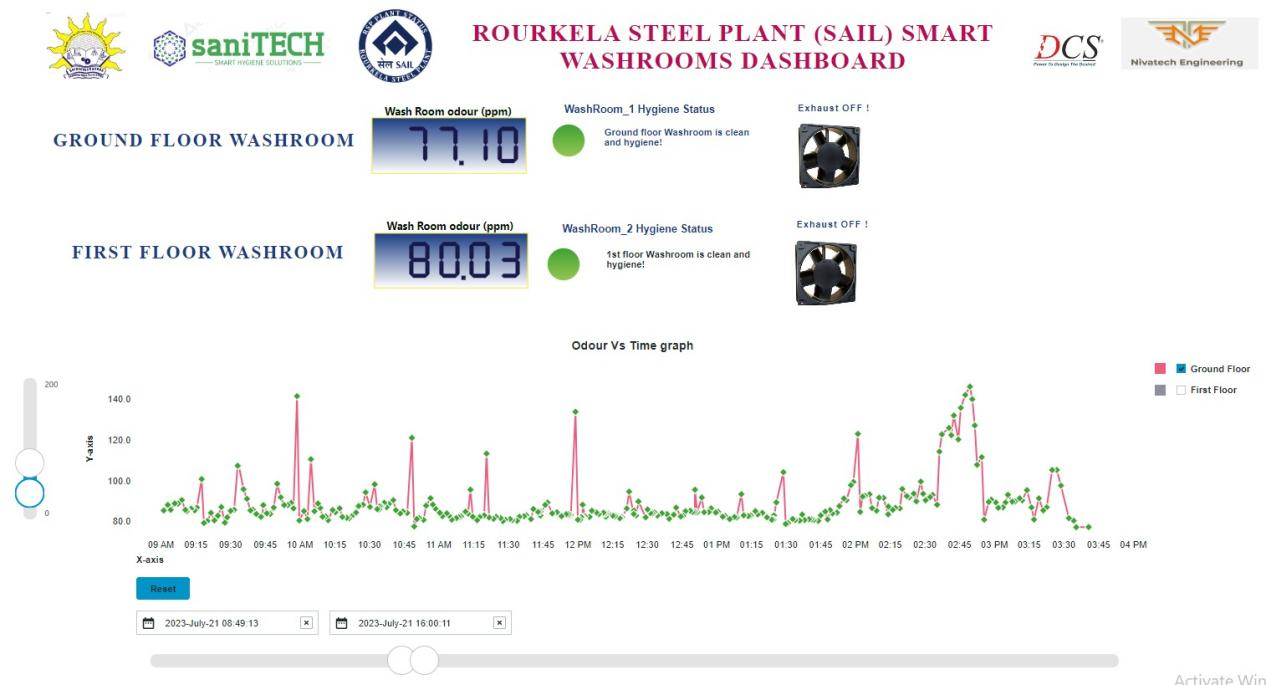 saniTECH
SMART HYGIENE SOLUTIONS
RSP PLANT STATUS
सेल SAIL
ROURKELA STEEL PLANT
ROURKELA STEEL PLANT (SAIL) SMART
WASHROOMS DASHBOARD
DCS
Power To Design The Desired
Nivatech Engineering
GROUND FLOOR WASHROOM
Wash Room odour (ppm)
77.10
WashRoom_1 Hygiene Status
Ground floor Washroom is clean
and hygiene!
Exhaust OFF !
FIRST FLOOR WASHROOM
Wash Room odour (ppm)
80.03
WashRoom_2 Hygiene Status
1st floor Washroom is clean and
hygiene!
Exhaust OFF !
Odour Vs Time graph
Ground Floor
First Floor
200
0
Y-axis
140.0
120.0
100.0
80.0
09 AM 09:15 09:30 09:45 10 AM 10:15 10:30 10:45 11 AM 11:15 11:30 11:45 12 PM 12:15 12:30 12:45 01 PM 01:15 01:30 01:45 02 PM 02:15 02:30 02:45 03 PM 03:15 03:30 03:45 04 PM
X-axis
Reset
2023-July-21 08:49:13
2023-July-21 16:00:11
Activate Win